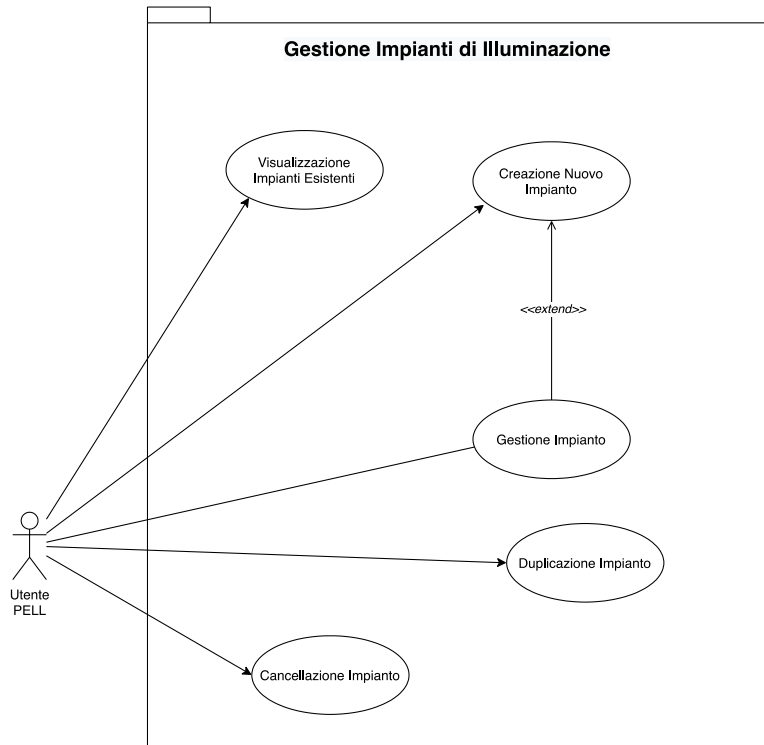 Gestione Impianti di Illuminazione
Visualizzazione
Impianti Esistenti
Creazione Nuovo
Impianto
<<extend>>
Gestione Impianto
Duplicazione Impianto
Utente
PELL
Cancellazione Impianto